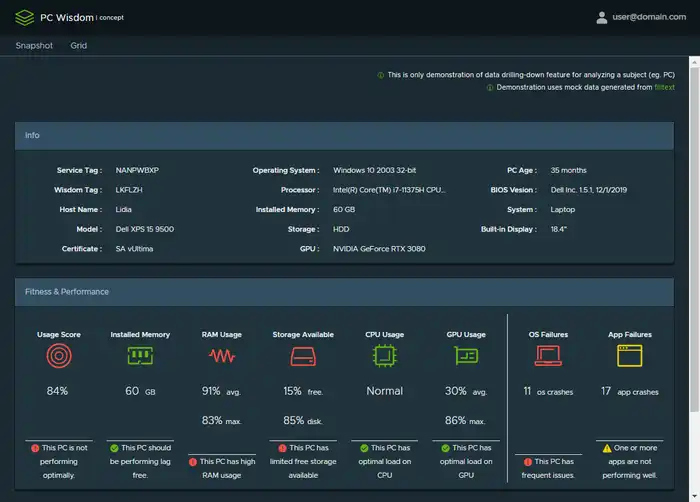 PC Wisdom | concept
user@domain.com
Snapshot Grid
This is only demonstration of data drilling-down feature for analyzing a subject (eg. PC)
Demonstration uses mock data generated from filltext
Info
Service Tag : NANPWBXP Operating System : Windows 10 2003 32-bit PC Age : 35 months
Wisdom Tag : LKFLZH Processor : Intel(R) Core(TM) i7-11375H CPU... BIOS Vesion : Dell Inc. 1.5.1, 12/1/2019
Host Name : Lidia Installed Memory : 60 GB System : Laptop
Model : Dell XPS 15 9500 Storage : HDD Built-in Display : 18.4"
Certificate : SA vUltima GPU : NVIDIA GeForce RTX 3080
Fitness & Performance
Usage Score Installed Memory RAM Usage Storage Available CPU Usage GPU Usage OS Failures App Failures
84% 60 GB 91% avg. 15% free. Normal 30% avg. 11 os crashes 17 app crashes
83% max. 85% disk. 86% max.
This PC is not performing optimally.
This PC should be performing lag free.
This PC has high RAM usage
This PC has limited free storage available
This PC has optimal load on CPU
This PC has optimal load on GPU
This PC has frequent issues.
One or more apps are not performing well.